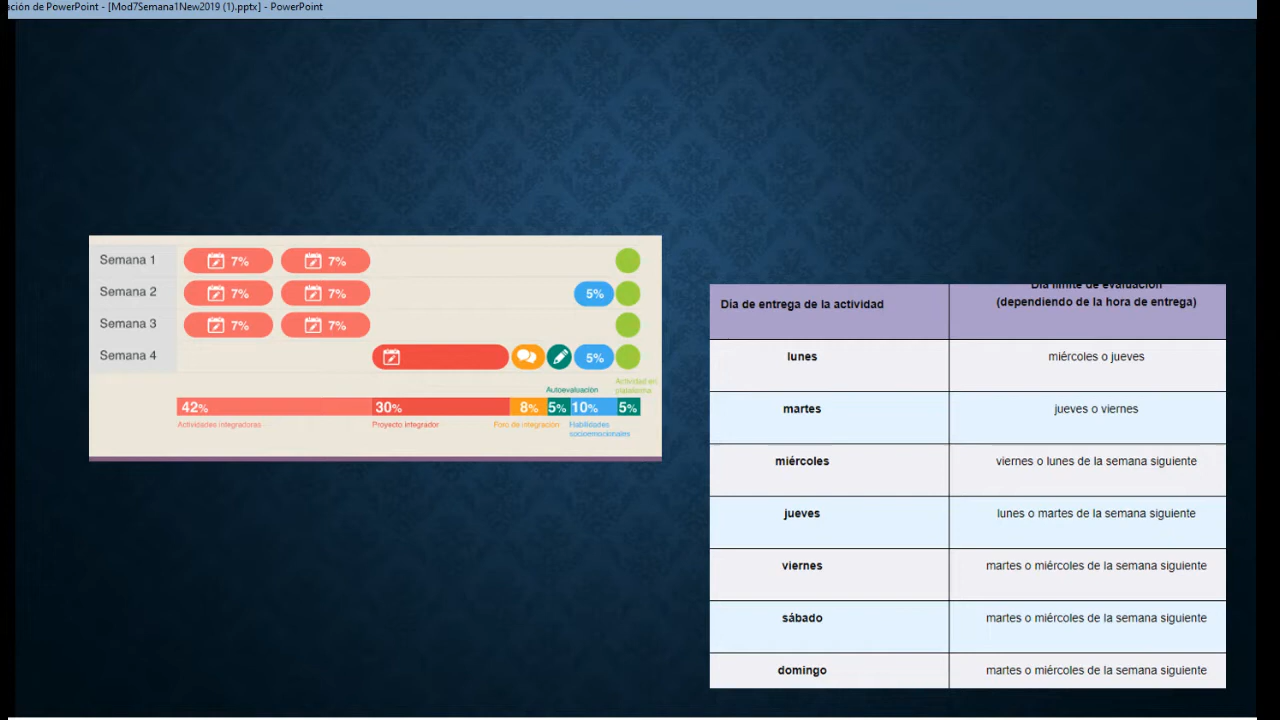 ación de PowerPoint - [Mod7Semana1New2019 (1).pptx] - PowerPoint
Semana 1 7% 7%
Semana 2 7% 7% 5%
Semana 3 7% 7%
Semana 4 5%
Autoevaluación
Actividad en
plataforma
42% 30% 8% 5% 10% 5%
Actividades integradoras Proyecto integrador Foro de integración Habilidades
socioemocionales
Día límite de evaluación
Día de entrega de la actividad (dependiendo de la hora de entrega)
lunes miércoles o jueves
martes jueves o viernes
miércoles viernes o lunes de la semana siguiente
jueves lunes o martes de la semana siguiente
viernes martes o miércoles de la semana siguiente
sábado martes o miércoles de la semana siguiente
domingo martes o miércoles de la semana siguiente